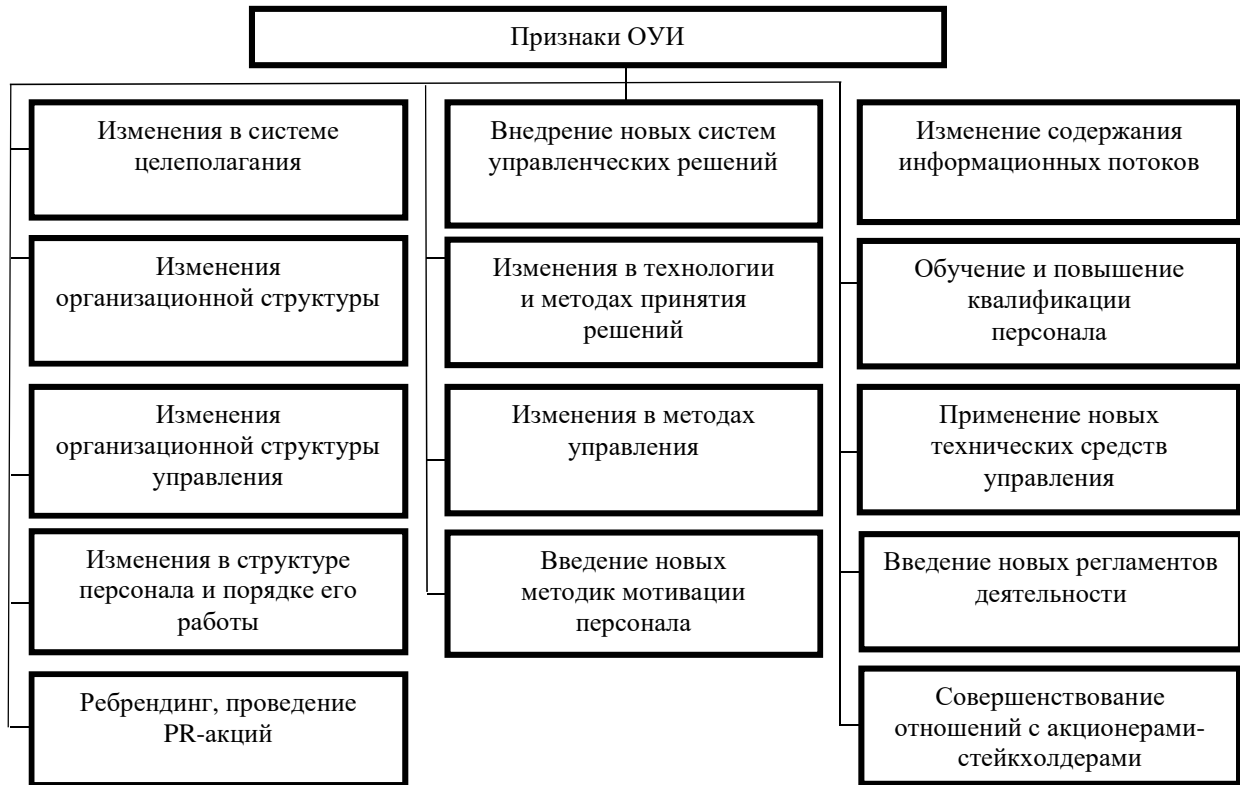 Признаки ОУИ
Изменения в системе
целеполагания
Изменения
организационной структуры
Изменения
организационной структуры
управления
Изменения в структуре
персонала и порядке его
работы
Ребрендинг, проведение
PR-акций
Внедрение новых систем
управленческих решений
Изменения в технологии
и методах принятия
решений
Изменения в методах
управления
Введение новых
методик мотивации
персонала
Изменение содержания
информационных потоков
Обучение и повышение
квалификации
персонала
Применение новых
технических средств
управления
Введение новых регламентов
деятельности
Совершенствование
отношений с акционерами-
стейкхолдерами